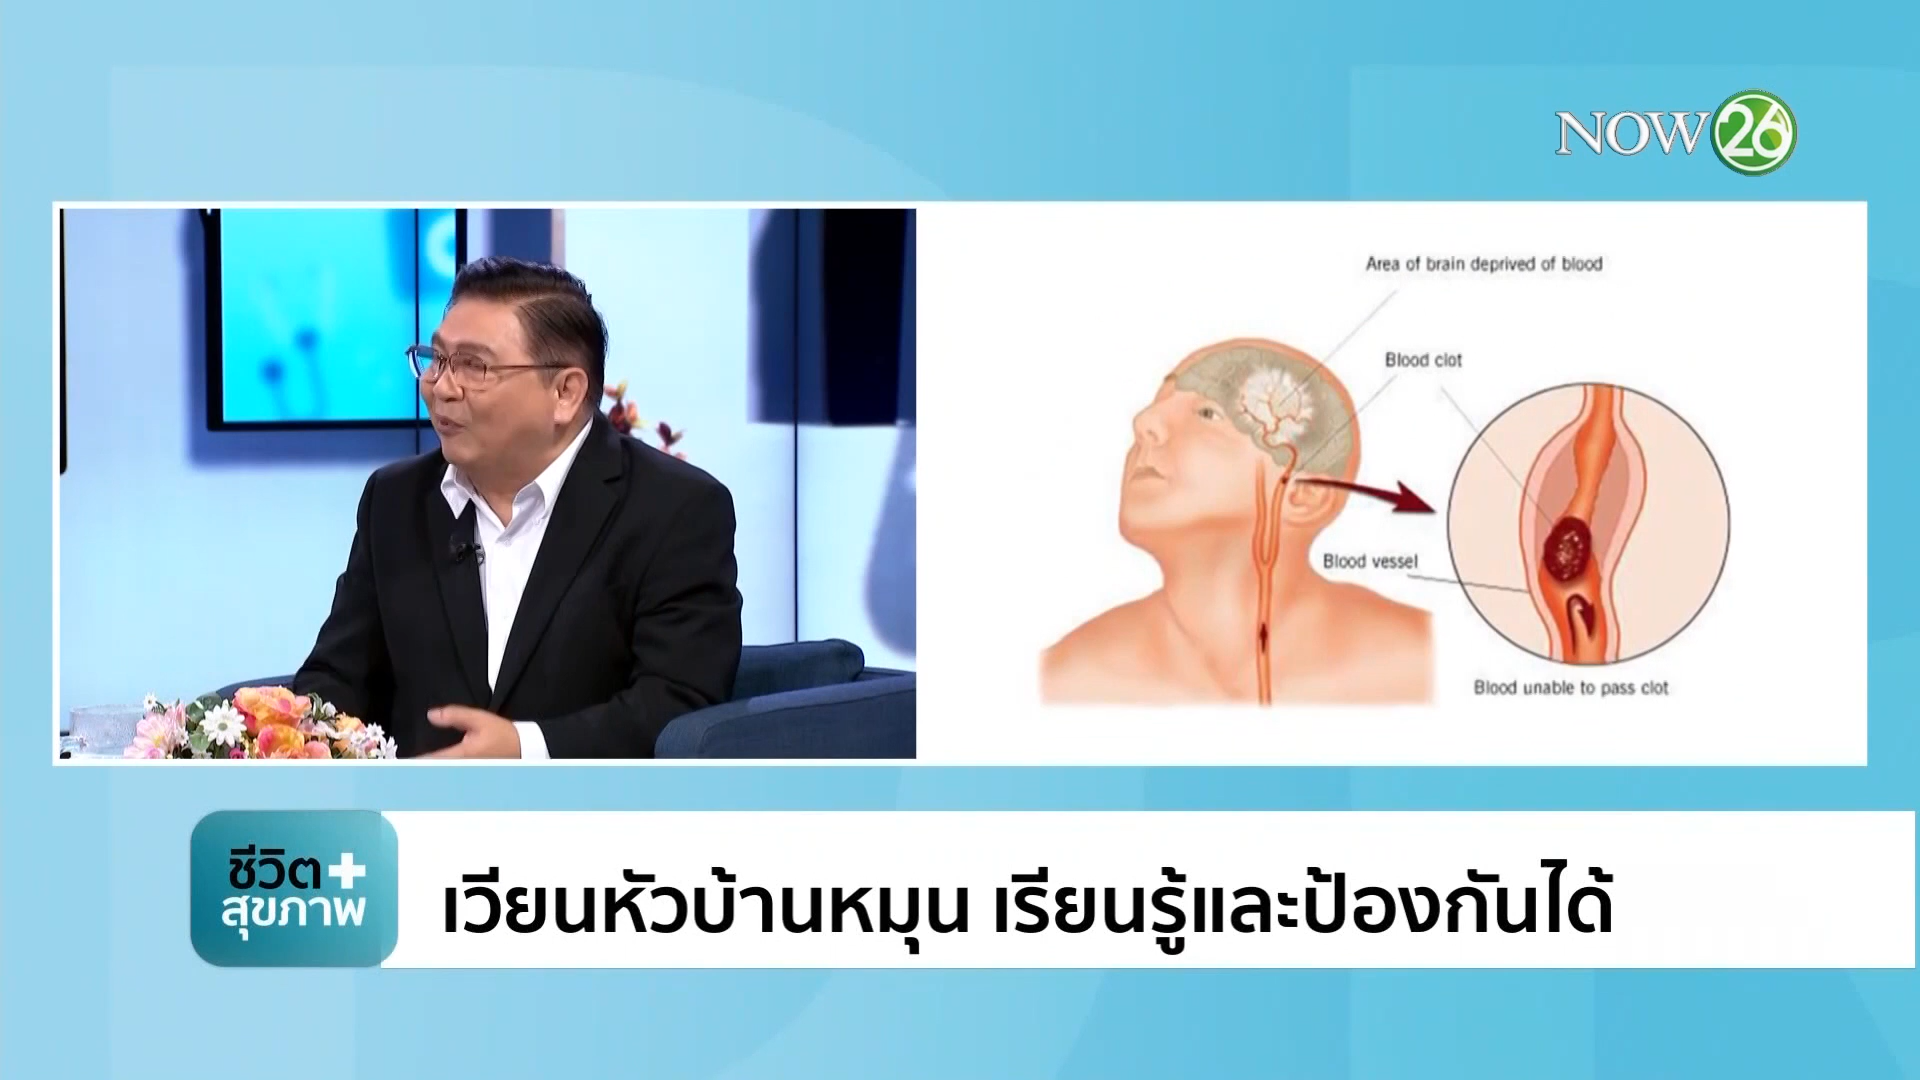 NOW26
Area of brain deprived of blood
Blood clot
Blood vessel
Blood unable to pass clot
ชีวิต+
สุขภาพ
เวียนหัวบ้านหมุน เรียนรู้และป้องกันได้